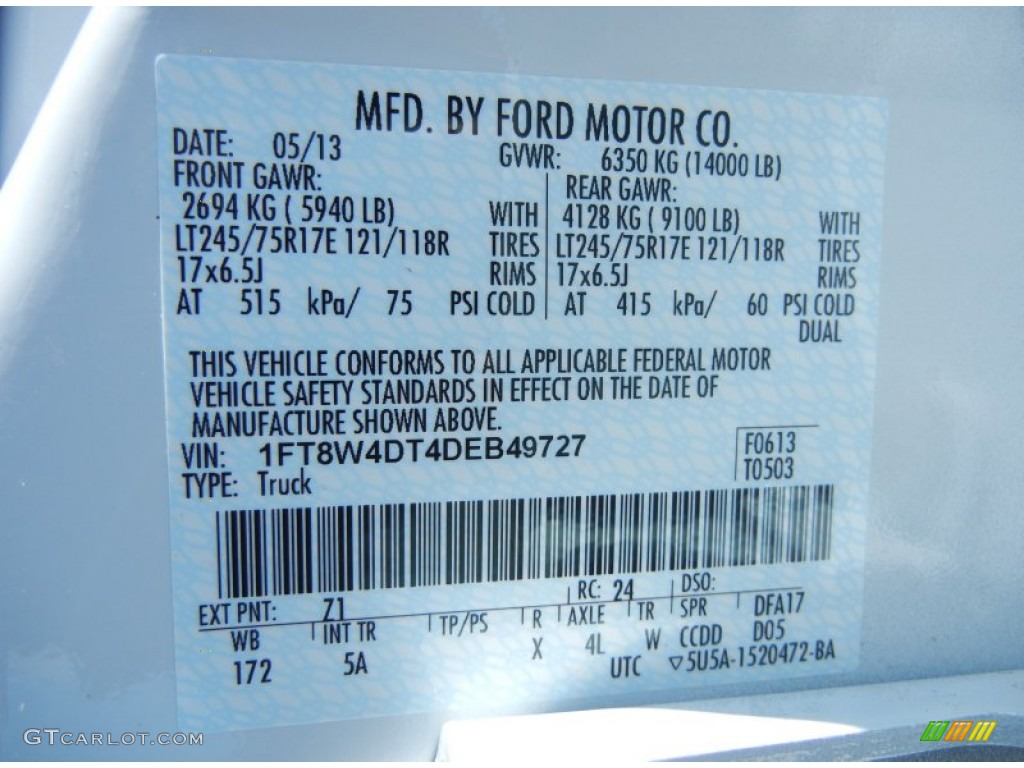 MFD. BY FORD MOTOR CO.
DATE: 05/13 GVWR: 6350 KG (14000 LB)
FRONT GAWR: REAR GAWR:
2694 KG ( 5940 LB) WITH 4128 KG ( 9100 LB) WITH
LT245/75R17E 121/118R TIRES LT245/75R17E 121/118R TIRES
17x6.5J RIMS 17x6.5J RIMS
AT 515 kPa/ 75 PSI COLD AT 415 kPa/ 60 PSI COLD
DUAL
THIS VEHICLE CONFORMS TO ALL APPLICABLE FEDERAL MOTOR
VEHICLE SAFETY STANDARDS IN EFFECT ON THE DATE OF
MANUFACTURE SHOWN ABOVE.
VIN: 1FT8W4DT4DEB49727 F0613
TYPE: Truck T0503
EXT PNT: Z1 RC: 24 DSO:
WB INT TR TP/PS R AXLE TR SPR DFA17
172 5A X 4L W CCDD D05
UTC ▽5U5A-1520472-BA
GTCARLOT.COM